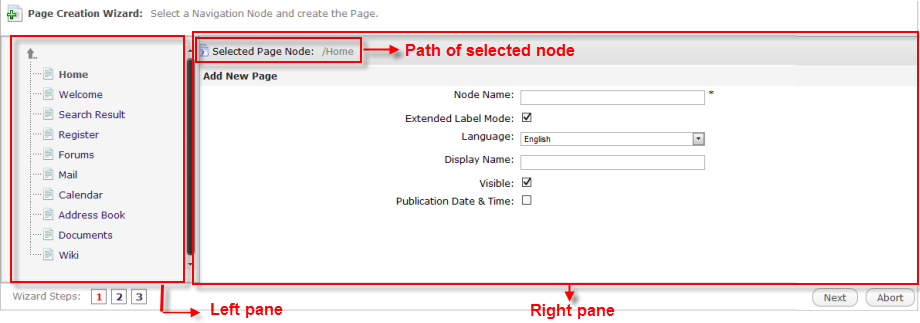 Page Creation Wizard: Select a Navigation Node and create the Page.
Selected Page Node: /Home
Path of selected node
Home
Welcome
Search Result
Register
Forums
Mail
Calendar
Address Book
Documents
Wiki
Add New Page
Node Name: *
Extended Label Mode:
Language: English
Display Name:
Visible:
Publication Date & Time:
Wizard Steps: 1 2 3
Next Abort
Left pane
Right pane